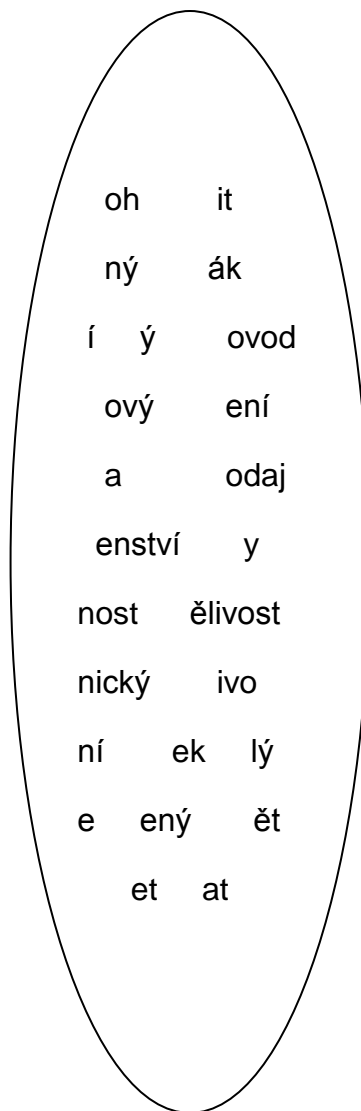 oh it
ný ák
í ý ovod
ový ení
a odaj
enství y
nost ělivost
nický ivo
ní ek lý
e ený ět
et at